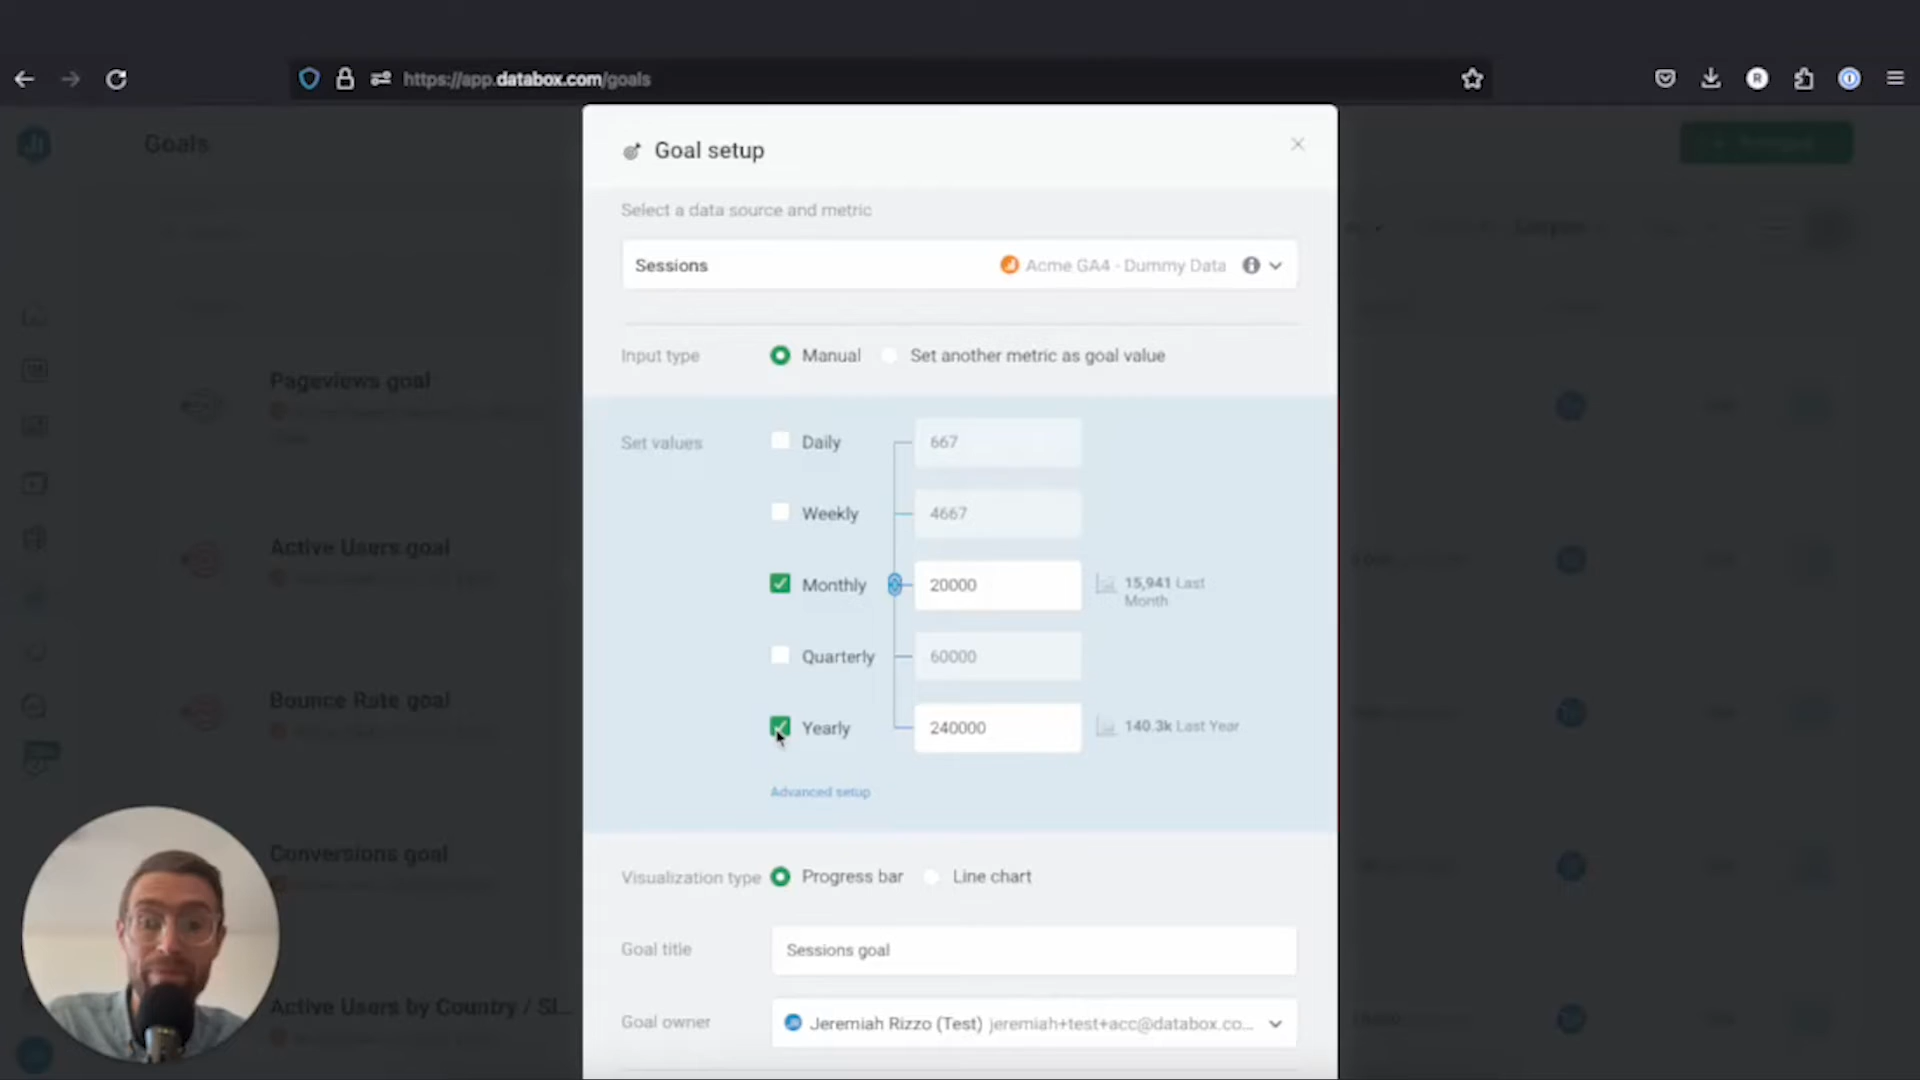 https://app.databox.com/goals
Goals
Goal setup
Select a data source and metric
Sessions Acme GA4 - Dummy Data
Input type Manual Set another metric as goal value
Set values Daily 667
Weekly 4667
Monthly 20000 15,941 Last
Month
Quarterly 60000
Yearly 240000 140.3k Last Year
Advanced setup
Visualization type Progress bar Line chart
Goal title Sessions goal
Goal owner Jeremiah Rizzo (Test) jeremiah+test+acc@databox.co...
Pageviews goal
Active Users goal
Bounce Rate goal
Conversions goal
Active Users by Country / Sl...